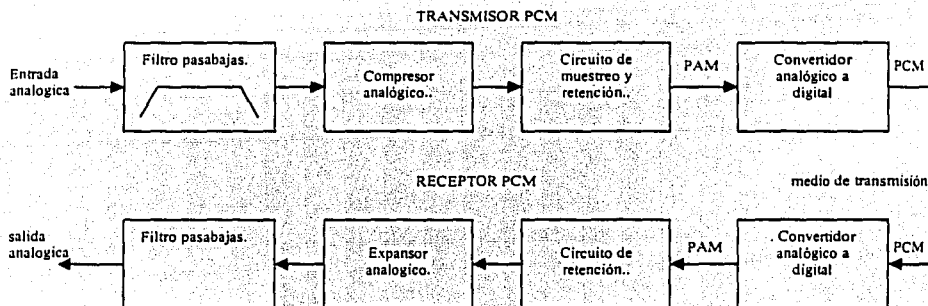 TRANSMISOR PCM
Entrada
analogica
Filtro pasabajas.
Compresor
analógico..
Circuito de
muestreo y
retención..
PAM
Convertidor
analógico a
digital
PCM
RECEPTOR PCM
medio de transmisión
salida
analogica
Filtro pasabajas.
Expansor
analogico.
Circuito de
retención..
PAM
. Convertidor
analógico a
digital
PCM